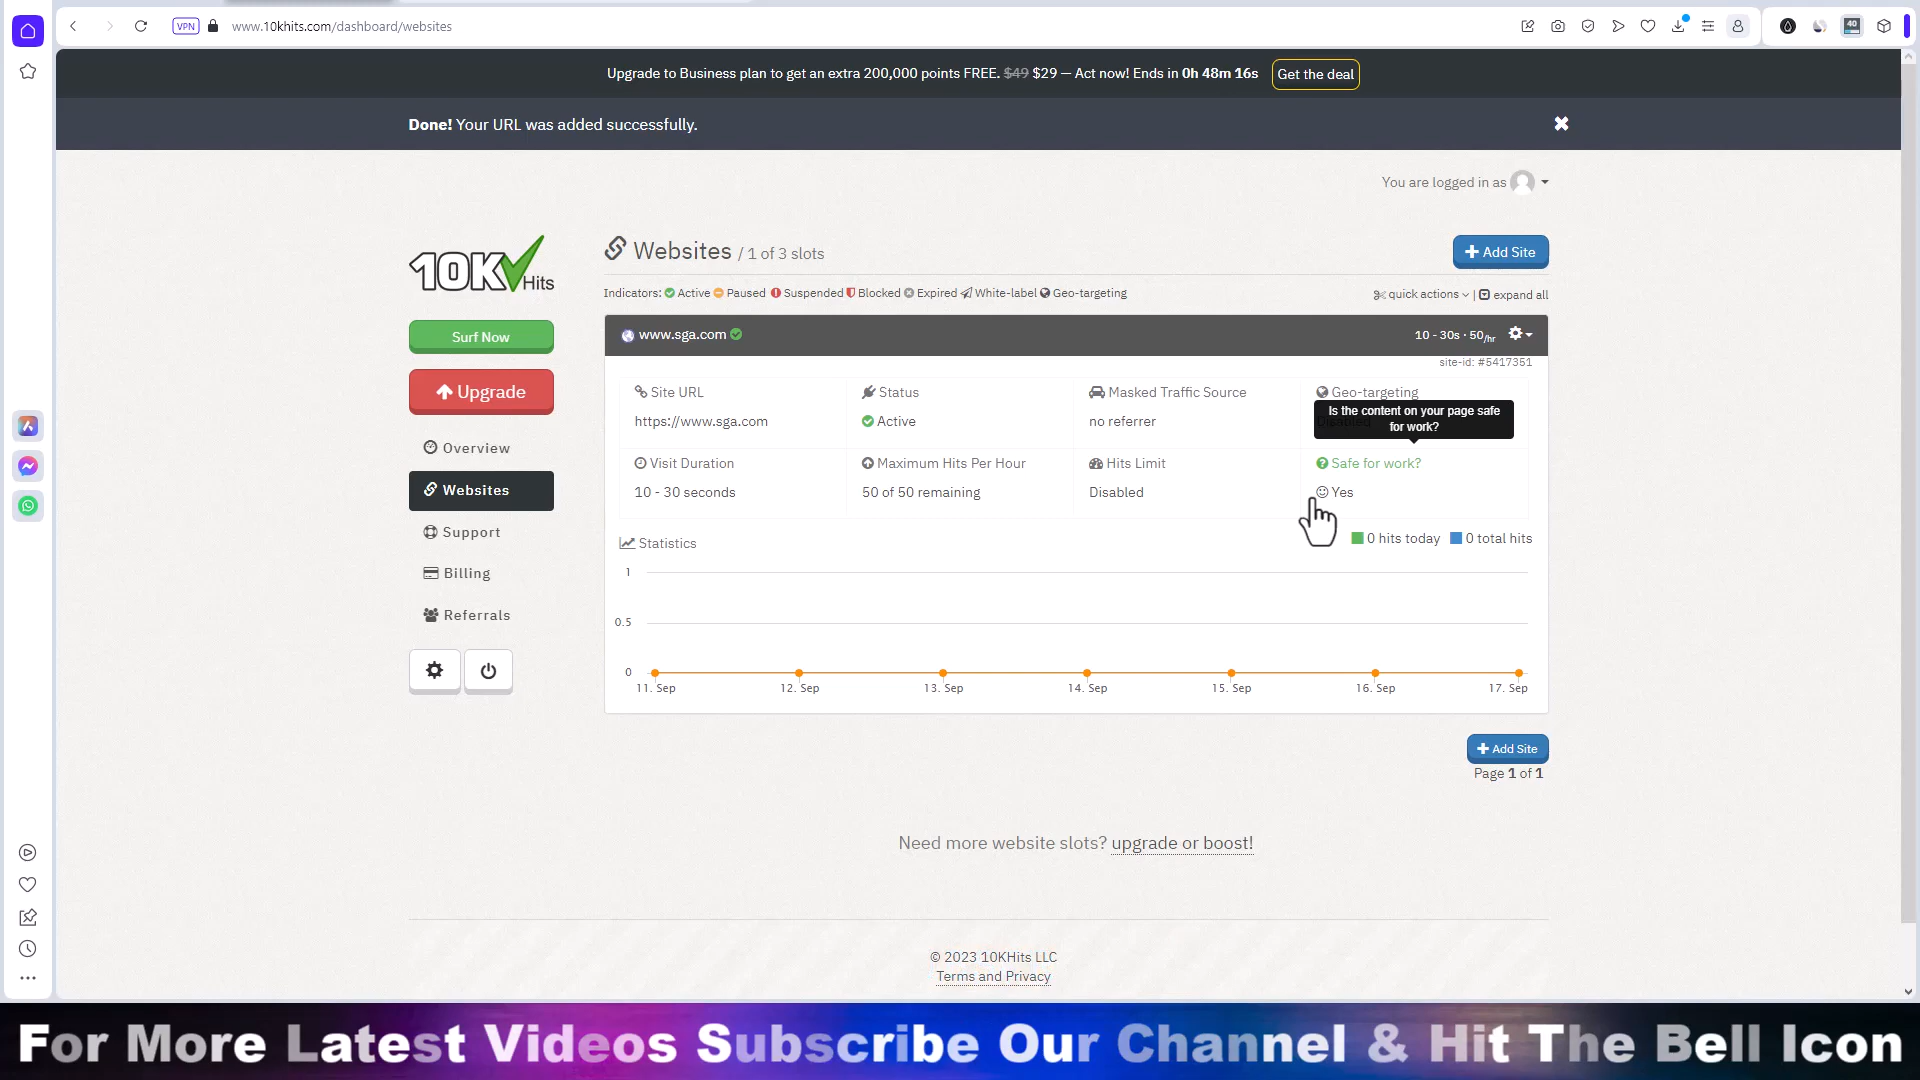 VPN
www.10khits.com/dashboard/websites
40
Upgrade to Business plan to get an extra 200,000 points FREE. $49 $29 — Act now! Ends in 0h 48m 16s
Get the deal
Done! Your URL was added successfully.
You are logged in as
10K Hits
Websites / 1 of 3 slots
Add Site
Indicators: Active Paused Suspended Blocked Expired White-label Geo-targeting
quick actions | expand all
Surf Now
Upgrade
Overview
Websites
Support
Billing
Referrals
www.sga.com
10 - 30s · 50/hr
site-id: #5417351
Site URL
https://www.sga.com
Status
Active
Masked Traffic Source
no referrer
Geo-targeting
Is the content on your page safe
for work?
Visit Duration
10 - 30 seconds
Maximum Hits Per Hour
50 of 50 remaining
Hits Limit
Disabled
Safe for work?
Yes
Statistics
0 hits today
0 total hits
1
0.5
0
11. Sep
12. Sep
13. Sep
14. Sep
15. Sep
16. Sep
17. Sep
Add Site
Page 1 of 1
Need more website slots? upgrade or boost!
© 2023 10KHits LLC
Terms and Privacy
For More Latest Videos Subscribe Our Channel & Hit The Bell Icon